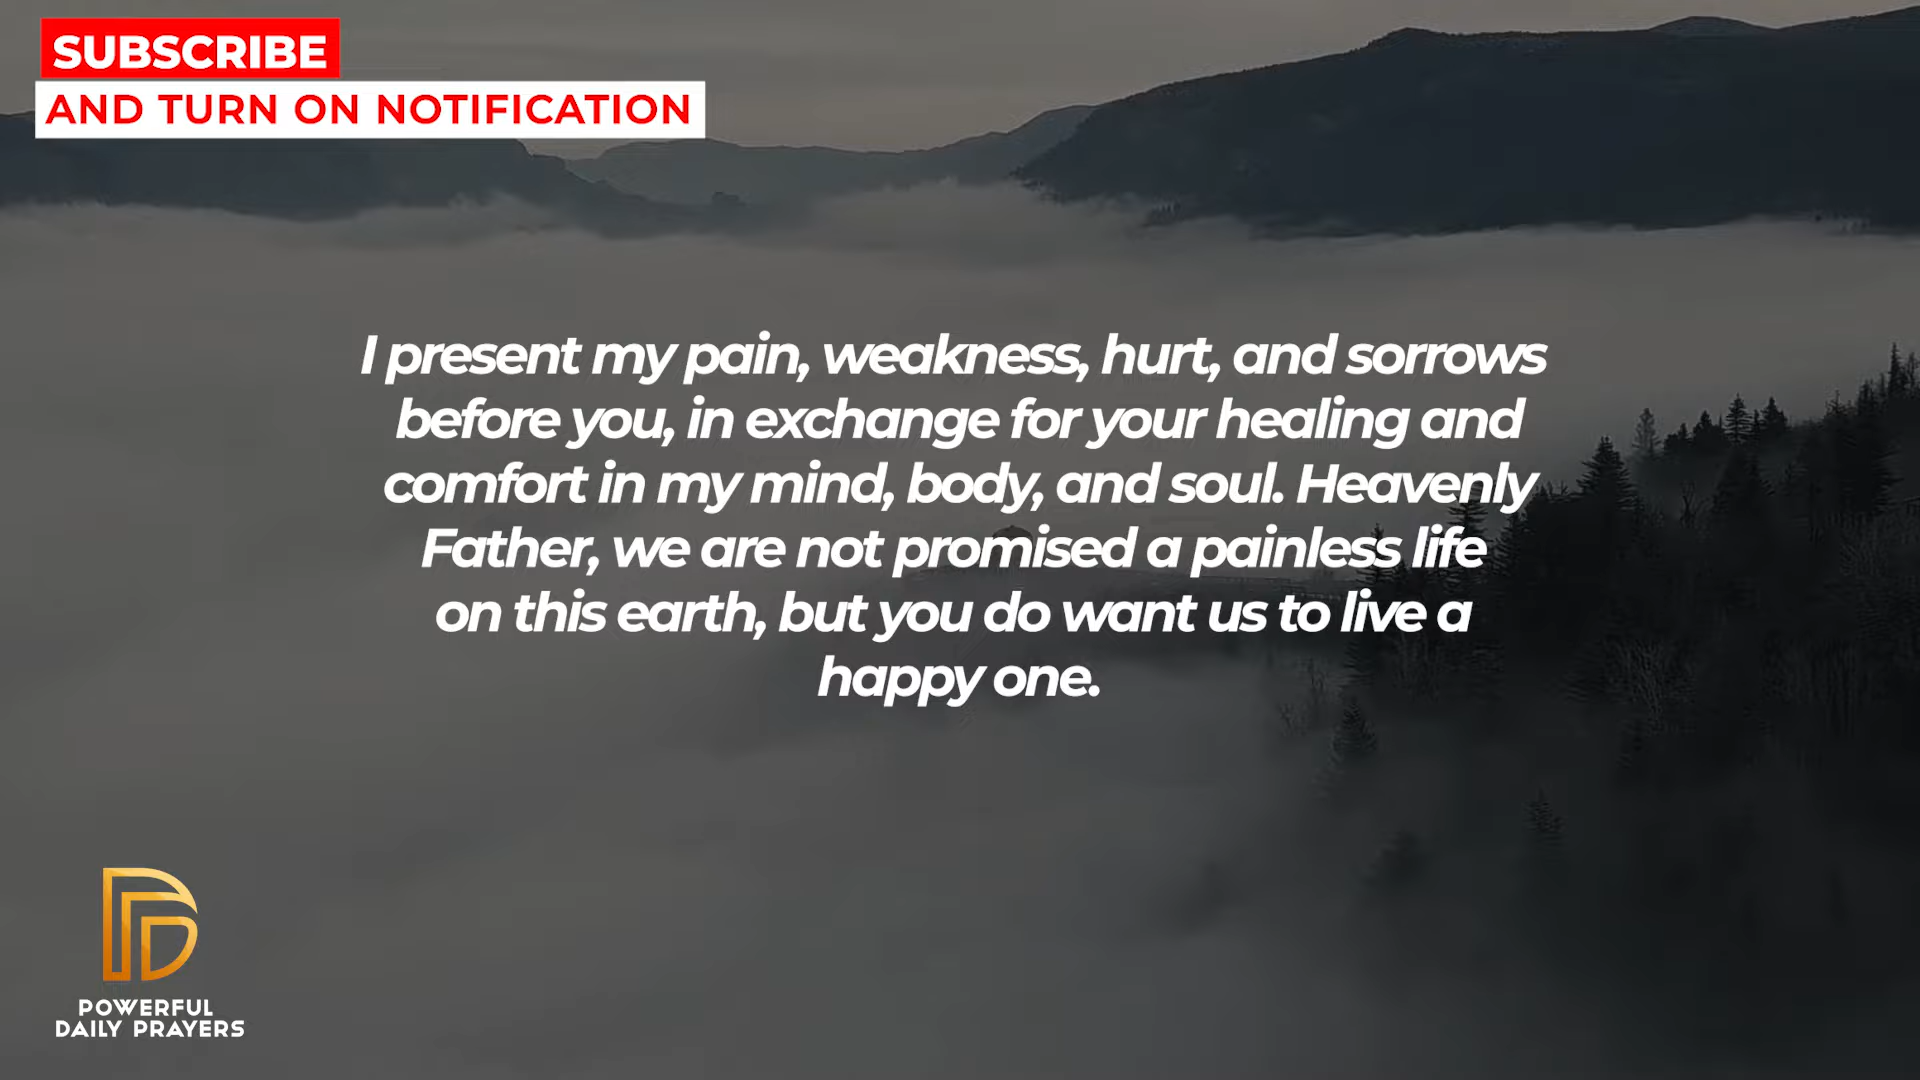 SUBSCRIBE
AND TURN ON NOTIFICATION
I present my pain, weakness, hurt, and sorrows
before you, in exchange for your healing and
comfort in my mind, body, and soul. Heavenly
Father, we are not promised a painless life
on this earth, but you do want us to live a
happy one.
POWERFUL
DAILY PRAYERS